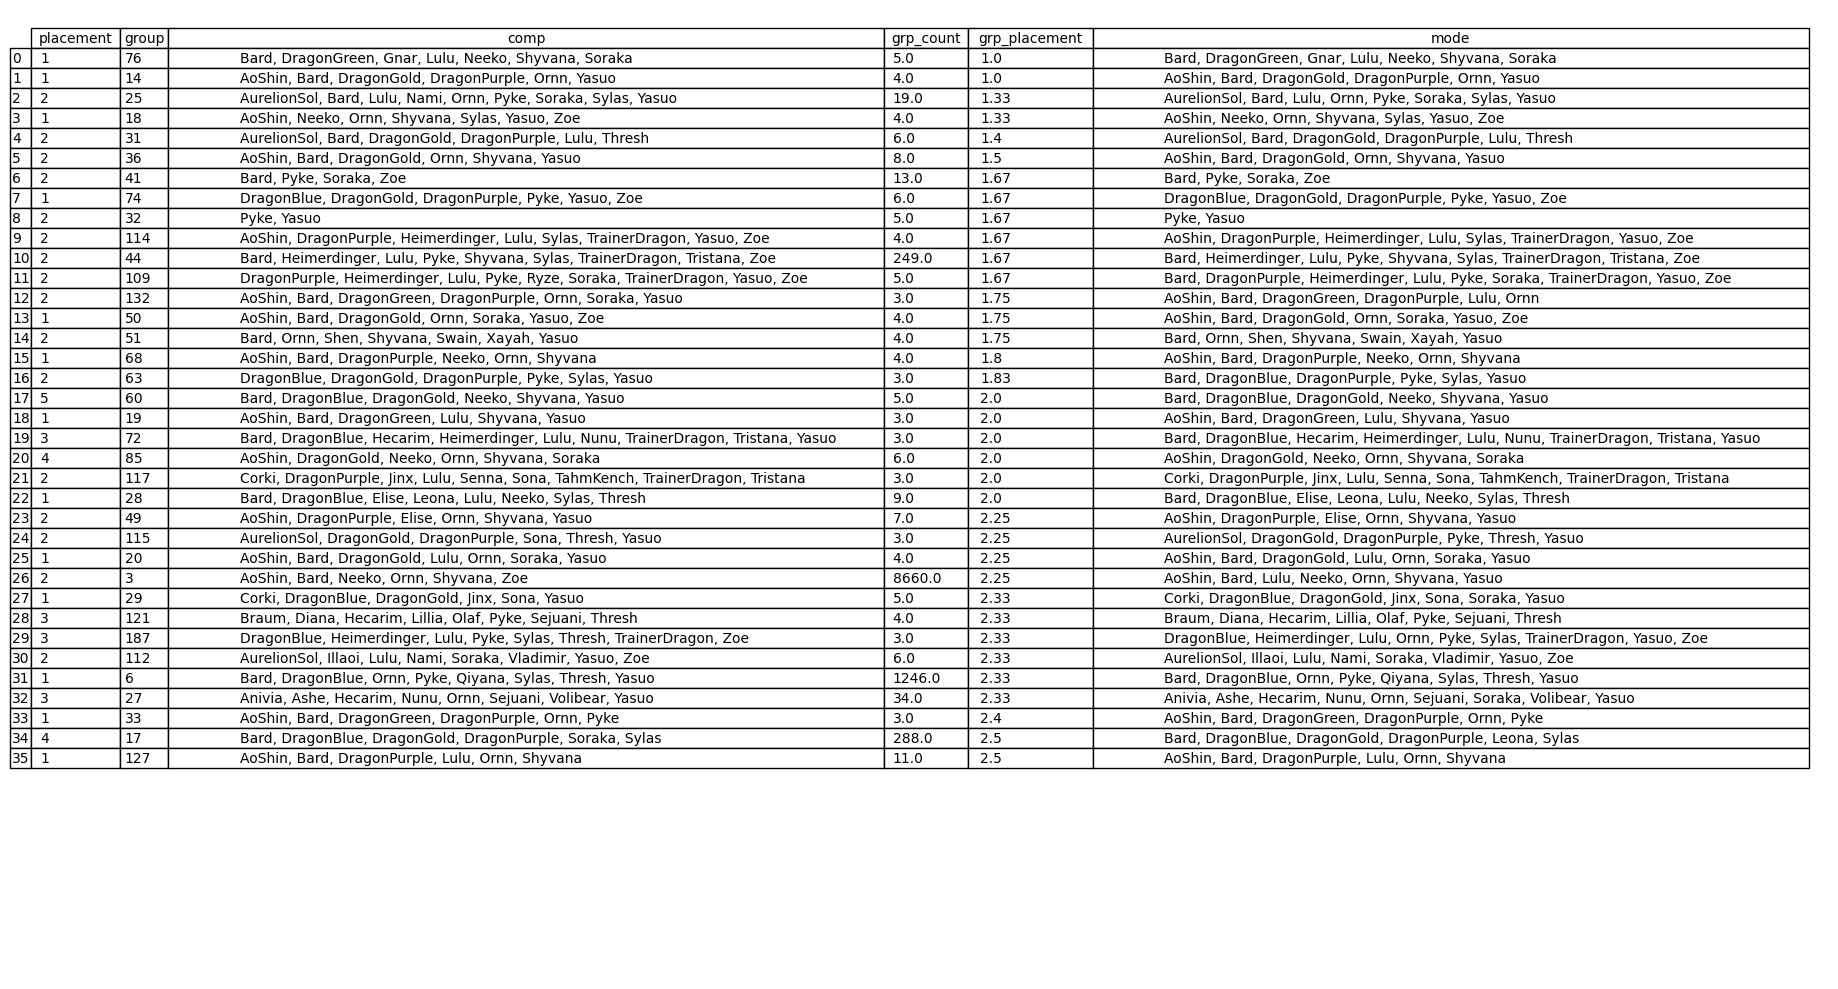 placement group comp grp_count grp_placement mode
0 1 76 Bard, DragonGreen, Gnar, Lulu, Neeko, Shyvana, Soraka 5.0 1.0 Bard, DragonGreen, Gnar, Lulu, Neeko, Shyvana, Soraka
1 1 14 AoShin, Bard, DragonGold, DragonPurple, Ornn, Yasuo 4.0 1.0 AoShin, Bard, DragonGold, DragonPurple, Ornn, Yasuo
2 2 25 AurelionSol, Bard, Lulu, Nami, Ornn, Pyke, Soraka, Sylas, Yasuo 19.0 1.33 AurelionSol, Bard, Lulu, Ornn, Pyke, Soraka, Sylas, Yasuo
3 1 18 AoShin, Neeko, Ornn, Shyvana, Sylas, Yasuo, Zoe 4.0 1.33 AoShin, Neeko, Ornn, Shyvana, Sylas, Yasuo, Zoe
4 2 31 AurelionSol, Bard, DragonGold, DragonPurple, Lulu, Thresh 6.0 1.4 AurelionSol, Bard, DragonGold, DragonPurple, Lulu, Thresh
5 2 36 AoShin, Bard, DragonGold, Ornn, Shyvana, Yasuo 8.0 1.5 AoShin, Bard, DragonGold, Ornn, Shyvana, Yasuo
6 2 41 Bard, Pyke, Soraka, Zoe 13.0 1.67 Bard, Pyke, Soraka, Zoe
7 1 74 DragonBlue, DragonGold, DragonPurple, Pyke, Yasuo, Zoe 6.0 1.67 DragonBlue, DragonGold, DragonPurple, Pyke, Yasuo, Zoe
8 2 32 Pyke, Yasuo 5.0 1.67 Pyke, Yasuo
9 2 114 AoShin, DragonPurple, Heimerdinger, Lulu, Sylas, TrainerDragon, Yasuo, Zoe 4.0 1.67 AoShin, DragonPurple, Heimerdinger, Lulu, Sylas, TrainerDragon, Yasuo, Zoe
10 2 44 Bard, Heimerdinger, Lulu, Pyke, Shyvana, Sylas, TrainerDragon, Tristana, Zoe 249.0 1.67 Bard, Heimerdinger, Lulu, Pyke, Shyvana, Sylas, TrainerDragon, Tristana, Zoe
11 2 109 DragonPurple, Heimerdinger, Lulu, Pyke, Ryze, Soraka, TrainerDragon, Yasuo, Zoe 5.0 1.67 Bard, DragonPurple, Heimerdinger, Lulu, Pyke, Soraka, TrainerDragon, Yasuo, Zoe
12 2 132 AoShin, Bard, DragonGreen, DragonPurple, Ornn, Soraka, Yasuo 3.0 1.75 AoShin, Bard, DragonGreen, DragonPurple, Lulu, Ornn
13 1 50 AoShin, Bard, DragonGold, Ornn, Soraka, Yasuo, Zoe 4.0 1.75 AoShin, Bard, DragonGold, Ornn, Soraka, Yasuo, Zoe
14 2 51 Bard, Ornn, Shen, Shyvana, Swain, Xayah, Yasuo 4.0 1.75 Bard, Ornn, Shen, Shyvana, Swain, Xayah, Yasuo
15 1 68 AoShin, Bard, DragonPurple, Neeko, Ornn, Shyvana 4.0 1.8 AoShin, Bard, DragonPurple, Neeko, Ornn, Shyvana
16 2 63 DragonBlue, DragonGold, DragonPurple, Pyke, Sylas, Yasuo 3.0 1.83 Bard, DragonBlue, DragonPurple, Pyke, Sylas, Yasuo
17 5 60 Bard, DragonBlue, DragonGold, Neeko, Shyvana, Yasuo 5.0 2.0 Bard, DragonBlue, DragonGold, Neeko, Shyvana, Yasuo
18 1 19 AoShin, Bard, DragonGreen, Lulu, Shyvana, Yasuo 3.0 2.0 AoShin, Bard, DragonGreen, Lulu, Shyvana, Yasuo
19 3 72 Bard, DragonBlue, Hecarim, Heimerdinger, Lulu, Nunu, TrainerDragon, Tristana, Yasuo 3.0 2.0 Bard, DragonBlue, Hecarim, Heimerdinger, Lulu, Nunu, TrainerDragon, Tristana, Yasuo
20 4 85 AoShin, DragonGold, Neeko, Ornn, Shyvana, Soraka 6.0 2.0 AoShin, DragonGold, Neeko, Ornn, Shyvana, Soraka
21 2 117 Corki, DragonPurple, Jinx, Lulu, Senna, Sona, TahmKench, TrainerDragon, Tristana 3.0 2.0 Corki, DragonPurple, Jinx, Lulu, Senna, Sona, TahmKench, TrainerDragon, Tristana
22 1 28 Bard, DragonBlue, Elise, Leona, Lulu, Neeko, Sylas, Thresh 9.0 2.0 Bard, DragonBlue, Elise, Leona, Lulu, Neeko, Sylas, Thresh
23 2 49 AoShin, DragonPurple, Elise, Ornn, Shyvana, Yasuo 7.0 2.25 AoShin, DragonPurple, Elise, Ornn, Shyvana, Yasuo
24 2 115 AurelionSol, DragonGold, DragonPurple, Sona, Thresh, Yasuo 3.0 2.25 AurelionSol, DragonGold, DragonPurple, Pyke, Thresh, Yasuo
25 1 20 AoShin, Bard, DragonGold, Lulu, Ornn, Soraka, Yasuo 4.0 2.25 AoShin, Bard, DragonGold, Lulu, Ornn, Soraka, Yasuo
26 2 3 AoShin, Bard, Neeko, Ornn, Shyvana, Zoe 8660.0 2.25 AoShin, Bard, Lulu, Neeko, Ornn, Shyvana, Yasuo
27 1 29 Corki, DragonBlue, DragonGold, Jinx, Sona, Yasuo 5.0 2.33 Corki, DragonBlue, DragonGold, Jinx, Sona, Soraka, Yasuo
28 3 121 Braum, Diana, Hecarim, Lillia, Olaf, Pyke, Sejuani, Thresh 4.0 2.33 Braum, Diana, Hecarim, Lillia, Olaf, Pyke, Sejuani, Thresh
29 3 187 DragonBlue, Heimerdinger, Lulu, Pyke, Sylas, Thresh, TrainerDragon, Zoe 3.0 2.33 DragonBlue, Heimerdinger, Lulu, Ornn, Pyke, Sylas, TrainerDragon, Yasuo, Zoe
30 2 112 AurelionSol, Illaoi, Lulu, Nami, Soraka, Vladimir, Yasuo, Zoe 6.0 2.33 AurelionSol, Illaoi, Lulu, Nami, Soraka, Vladimir, Yasuo, Zoe
31 1 6 Bard, DragonBlue, Ornn, Pyke, Qiyana, Sylas, Thresh, Yasuo 1246.0 2.33 Bard, DragonBlue, Ornn, Pyke, Qiyana, Sylas, Thresh, Yasuo
32 3 27 Anivia, Ashe, Hecarim, Nunu, Ornn, Sejuani, Volibear, Yasuo 34.0 2.33 Anivia, Ashe, Hecarim, Nunu, Ornn, Sejuani, Soraka, Volibear, Yasuo
33 1 33 AoShin, Bard, DragonGreen, DragonPurple, Ornn, Pyke 3.0 2.4 AoShin, Bard, DragonGreen, DragonPurple, Ornn, Pyke
34 4 17 Bard, DragonBlue, DragonGold, DragonPurple, Soraka, Sylas 288.0 2.5 Bard, DragonBlue, DragonGold, DragonPurple, Leona, Sylas
35 1 127 AoShin, Bard, DragonPurple, Lulu, Ornn, Shyvana 11.0 2.5 AoShin, Bard, DragonPurple, Lulu, Ornn, Shyvana